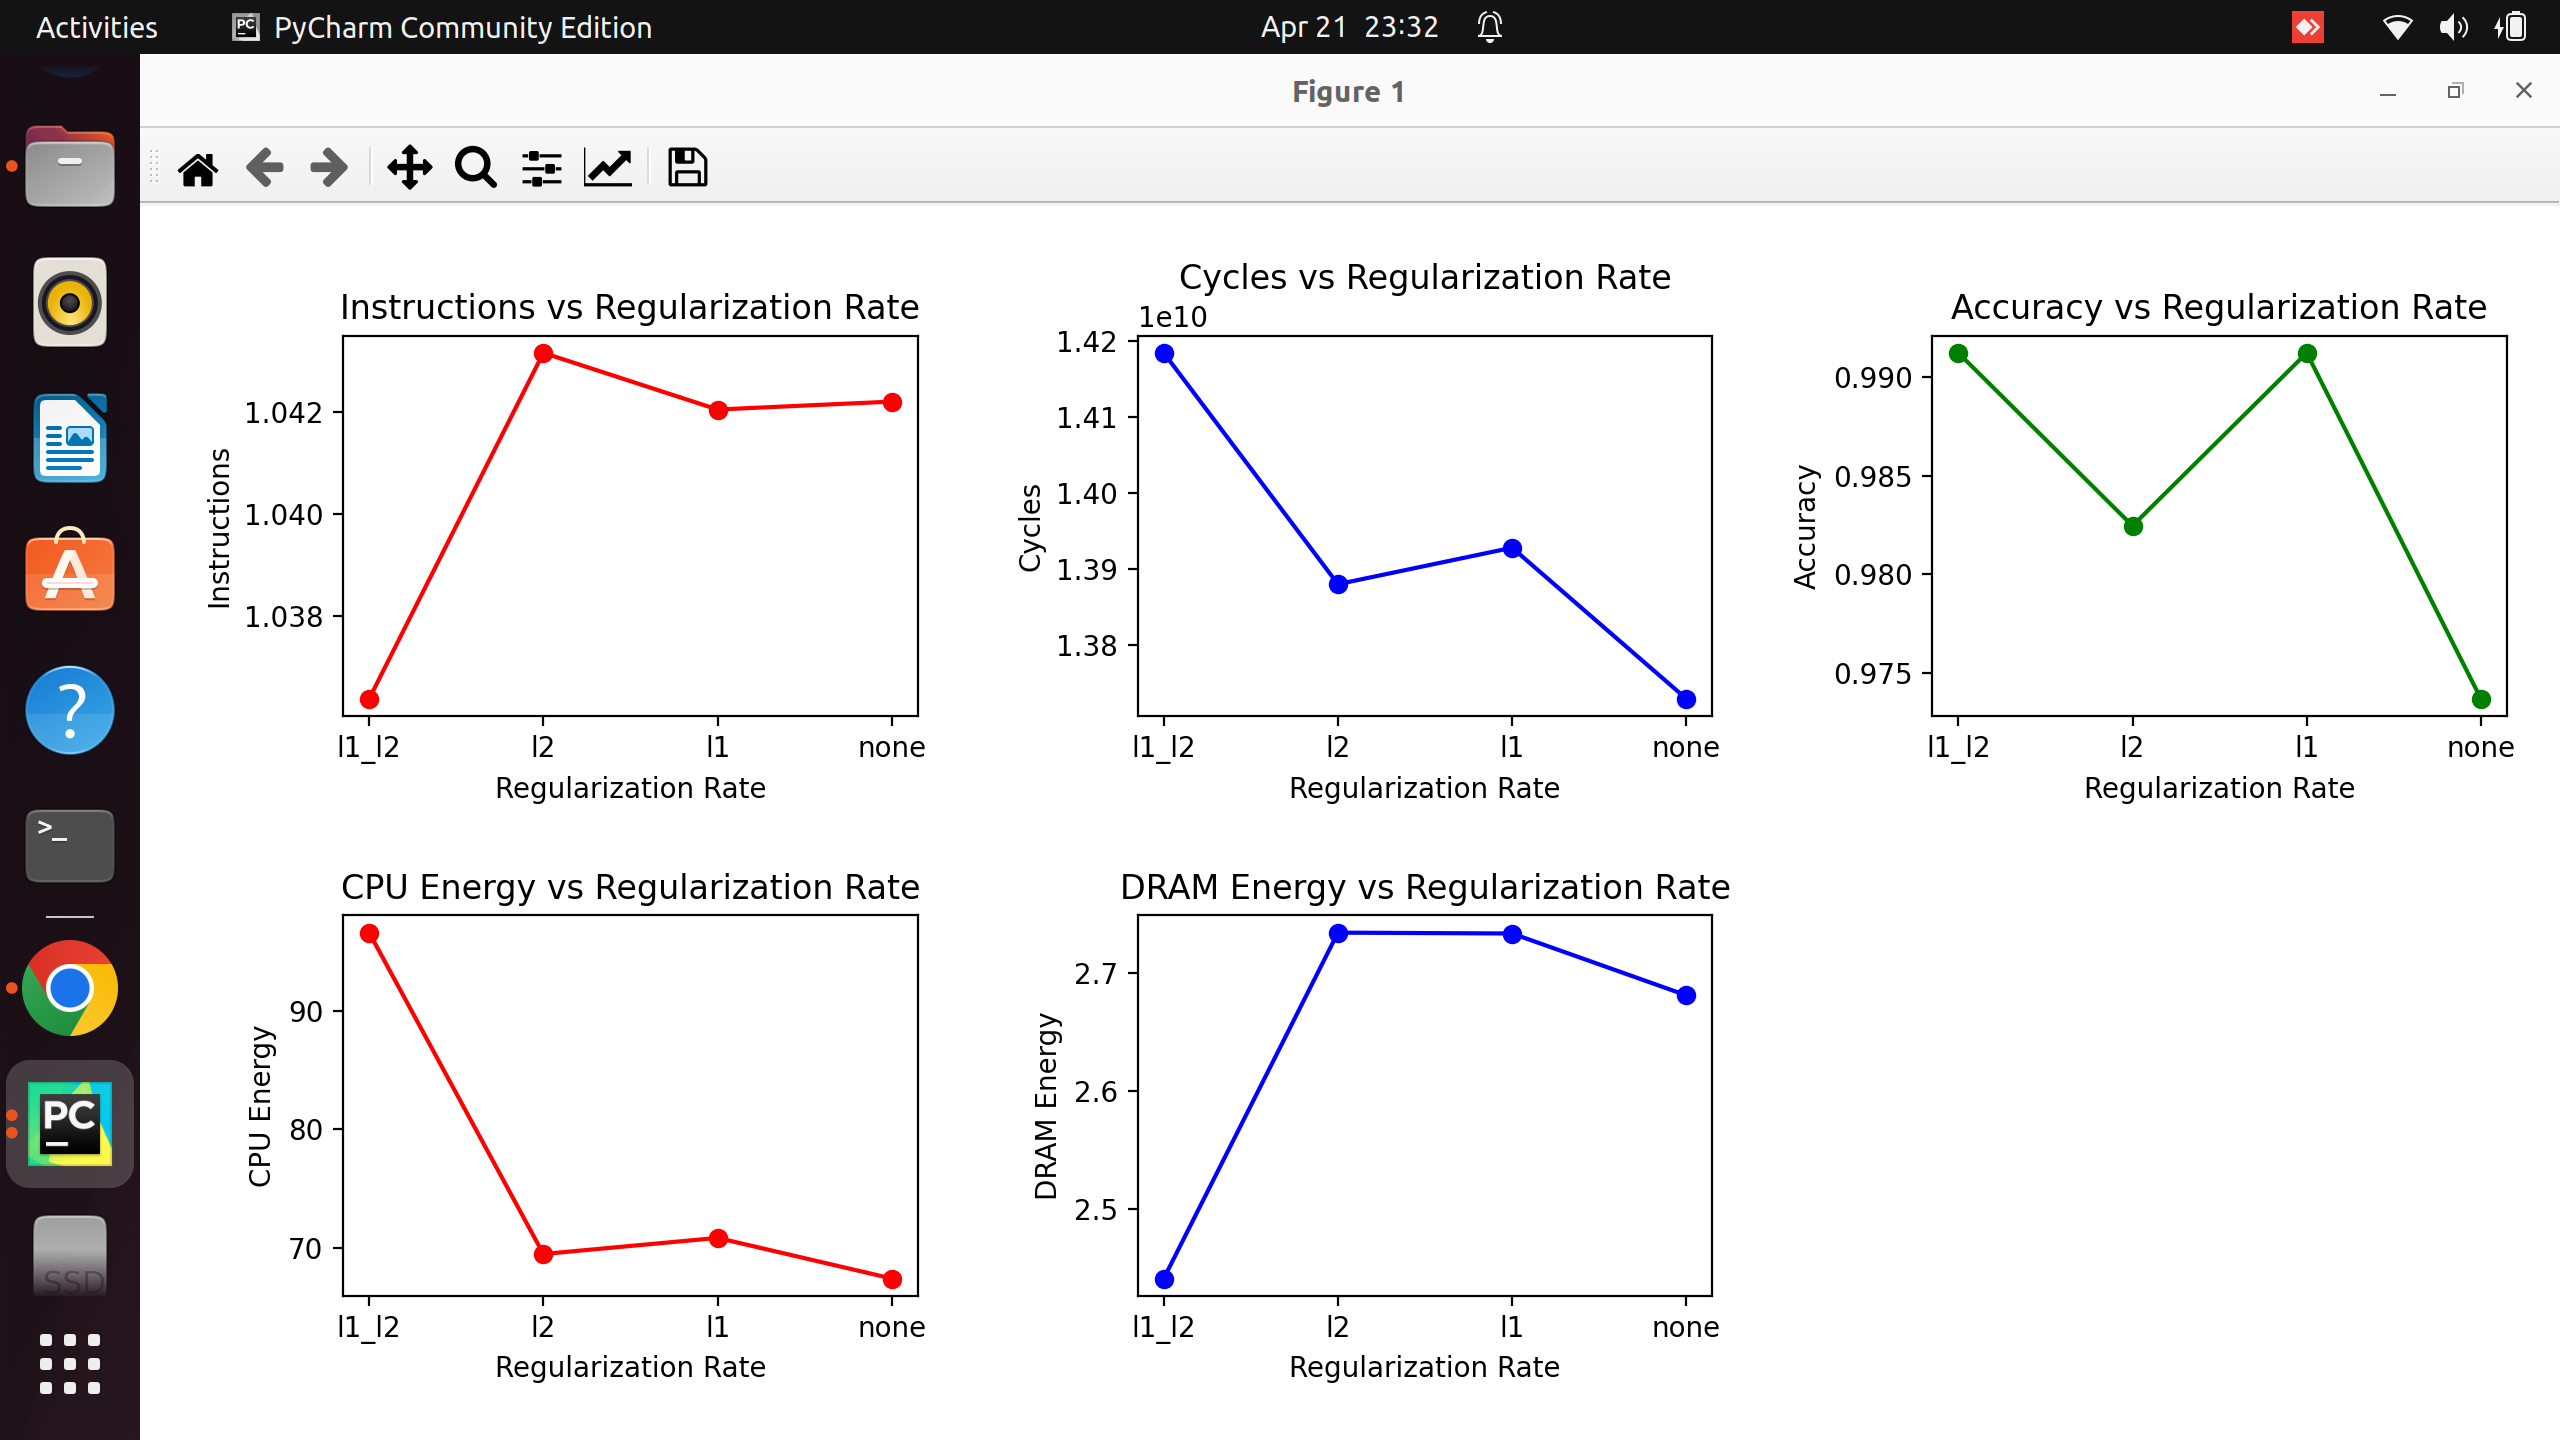 Activities PyCharm Community Edition Apr 21 23:32
Figure 1
Instructions vs Regularization Rate
1.042
1.040
1.038
Instructions
l1_l2 l2 l1 none
Regularization Rate
Cycles vs Regularization Rate
1e10
1.42
1.41
1.40
1.39
1.38
Cycles
l1_l2 l2 l1 none
Regularization Rate
Accuracy vs Regularization Rate
0.990
0.985
0.980
0.975
Accuracy
l1_l2 l2 l1 none
Regularization Rate
CPU Energy vs Regularization Rate
90
80
70
CPU Energy
l1_l2 l2 l1 none
Regularization Rate
DRAM Energy vs Regularization Rate
2.7
2.6
2.5
DRAM Energy
l1_l2 l2 l1 none
Regularization Rate
A
?
>_
PC
SSD